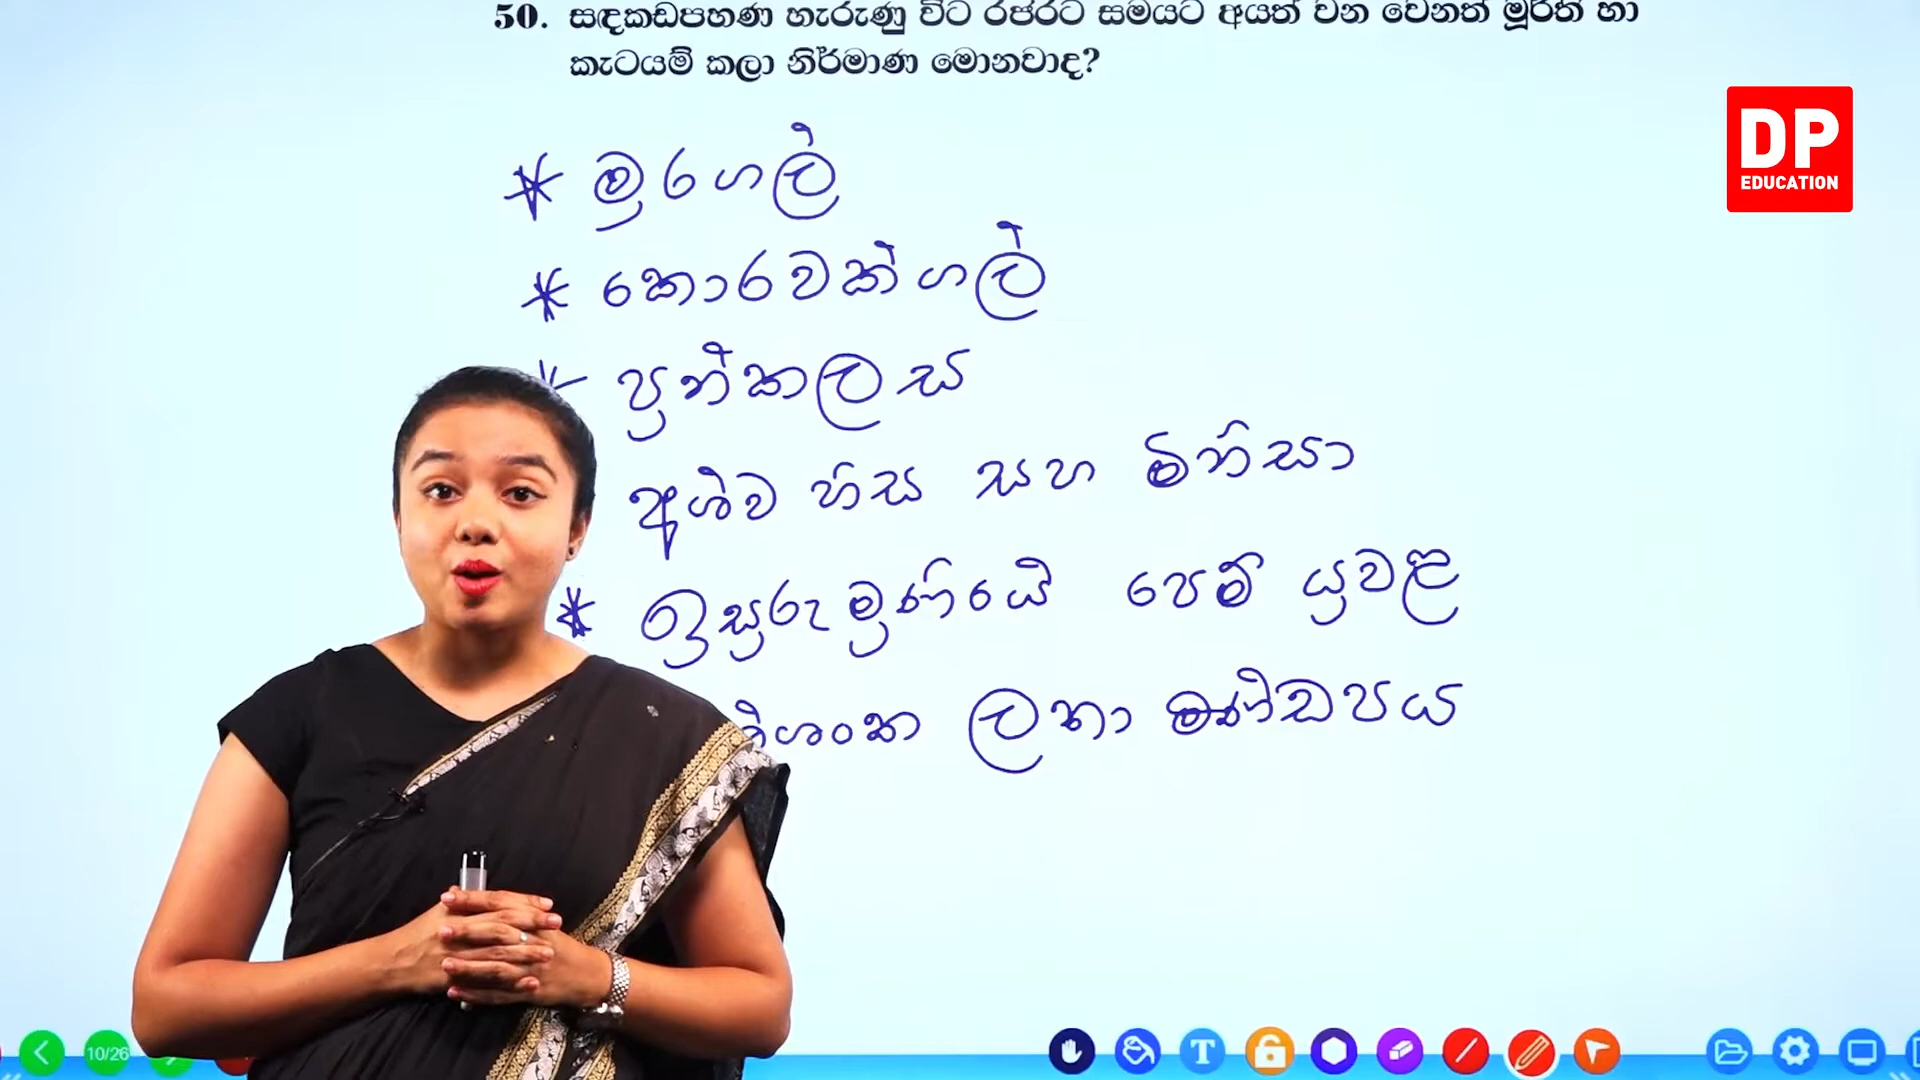 50. සඳකඩපහණ හැරුණු විට රජරට සමයට අයත් වන වෙනත් මූර්ති හා
කැටයම් කලා නිර්මාණ මොනවාද?
DP
EDUCATION
* මුරගල්
* කොරවක්ගල්
* පුන්කලස
අශ්ව හිස සහ මිනිසා
* ඉසුරුමුණියේ පෙම් යුවළ
ලතා මණ්ඩපය
10/26
T